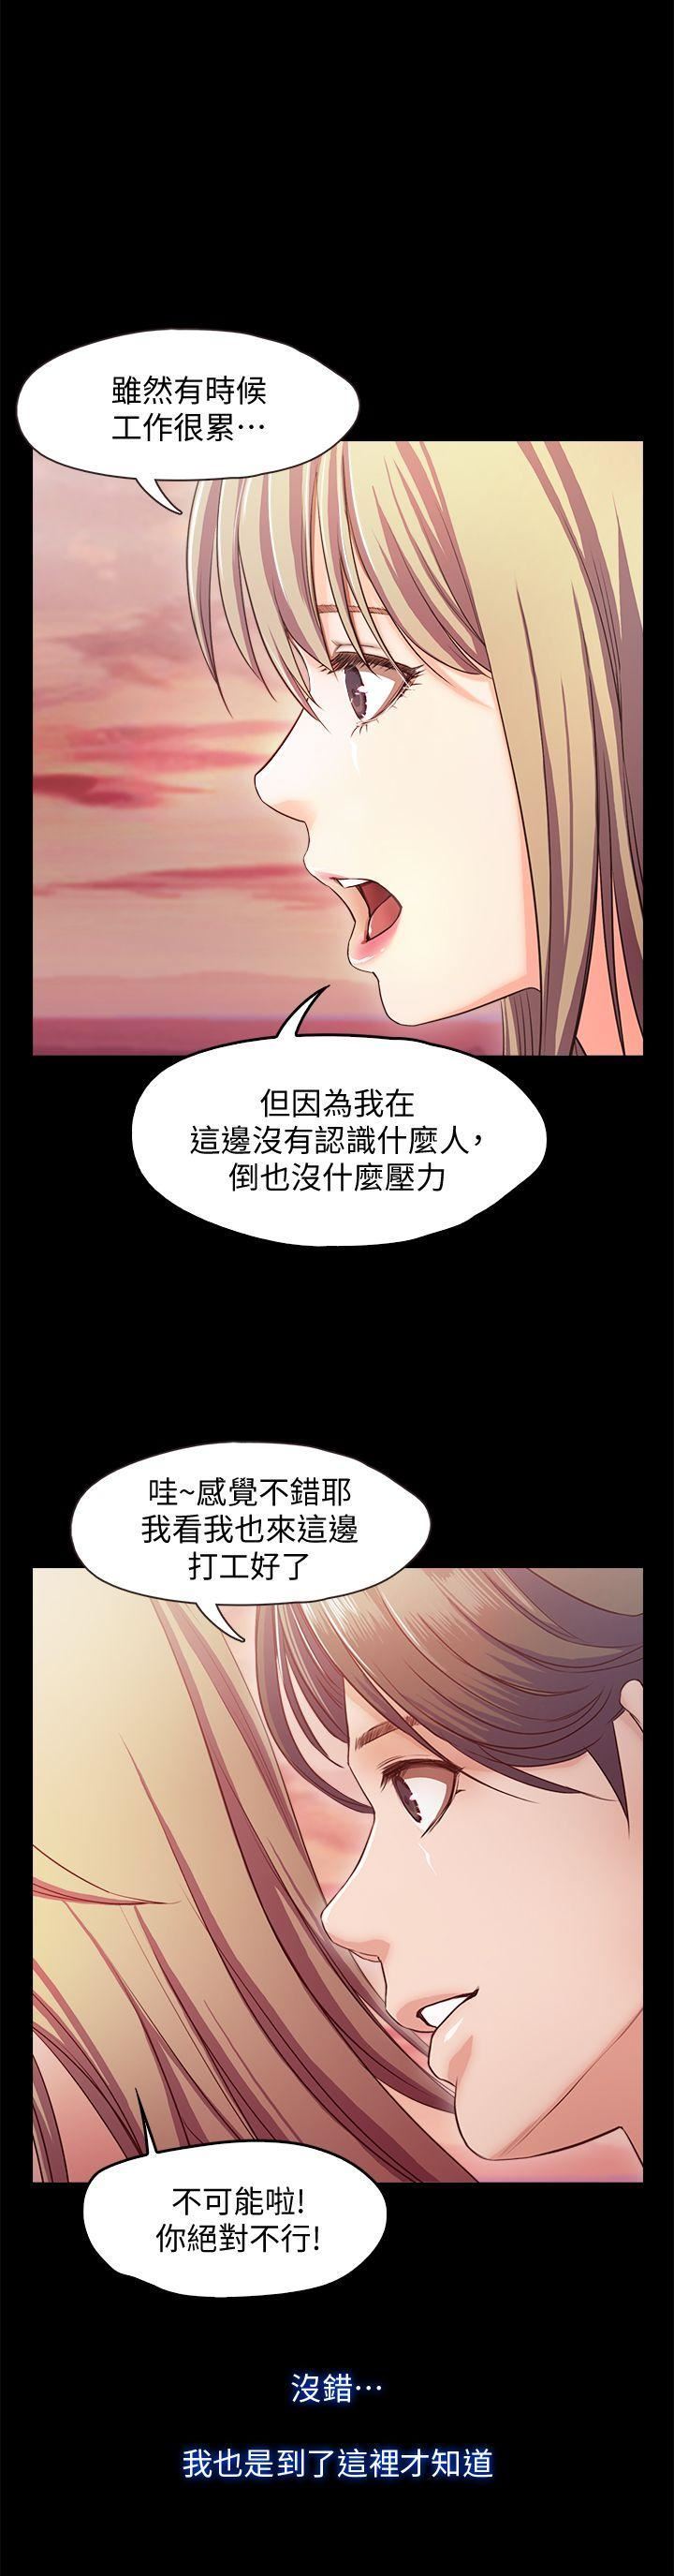 雖然有時候
工作很累⋯
但因為我在
這邊沒有認識什麼人，
倒也沒什麼壓力
哇~感覺不錯耶
我看我也來這邊
打工好了
不可能啦!
你絕對不行!
沒錯⋯
我也是到了這裡才知道